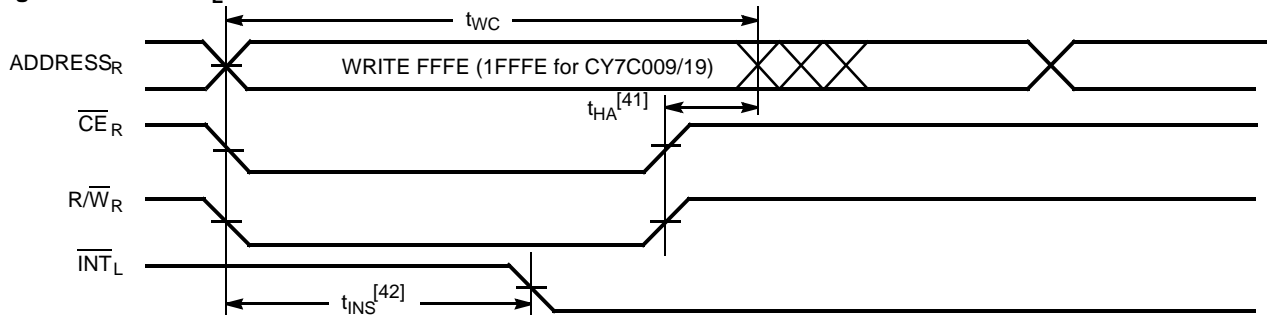 tWC
ADDRESSR
WRITE FFFE (1FFFE for CY7C009/19)
tHA[41]
CER
R/WR
INTL
tINS[42]